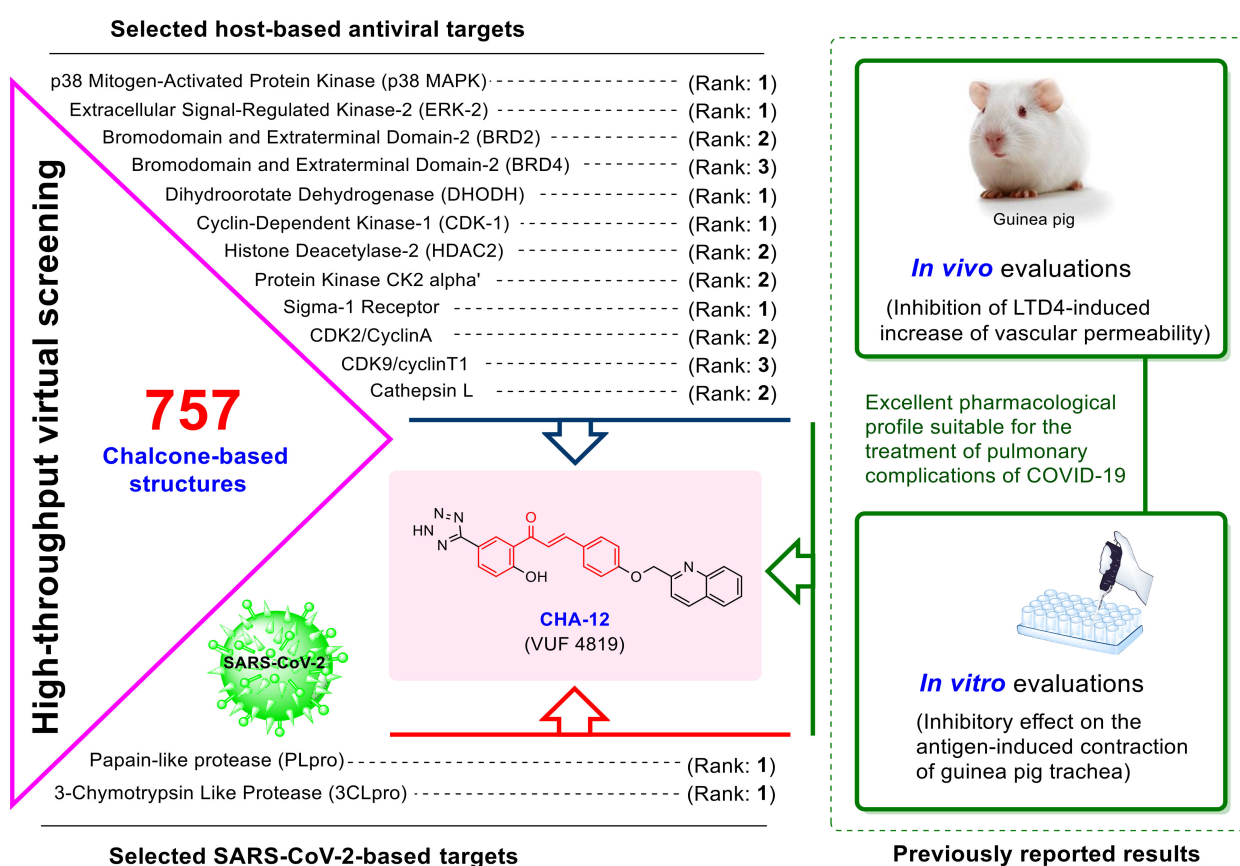 Selected host-based antiviral targets
p38 Mitogen-Activated Protein Kinase (p38 MAPK) (Rank: 1)
Extracellular Signal-Regulated Kinase-2 (ERK-2) (Rank: 1)
Bromodomain and Extraterminal Domain-2 (BRD2) (Rank: 2)
Bromodomain and Extraterminal Domain-2 (BRD4) (Rank: 3)
Dihydroorotate Dehydrogenase (DHODH) (Rank: 1)
Cyclin-Dependent Kinase-1 (CDK-1) (Rank: 1)
Histone Deacetylase-2 (HDAC2) (Rank: 2)
Protein Kinase CK2 alpha' (Rank: 2)
Sigma-1 Receptor (Rank: 1)
CDK2/CyclinA (Rank: 2)
CDK9/cyclinT1 (Rank: 3)
Cathepsin L (Rank: 2)
High-throughput virtual screening
757
Chalcone-based
structures
SARS-CoV-2
N
N
HN
N
O
OH
O
N
CHA-12
(VUF 4819)
Papain-like protease (PLpro) (Rank: 1)
3-Chymotrypsin Like Protease (3CLpro) (Rank: 1)
Selected SARS-CoV-2-based targets
Guinea pig
In vivo evaluations
(Inhibition of LTD4-induced
increase of vascular permeability)
Excellent pharmacological
profile suitable for the
treatment of pulmonary
complications of COVID-19
In vitro evaluations
(Inhibitory effect on the
antigen-induced contraction
of guinea pig trachea)
Previously reported results